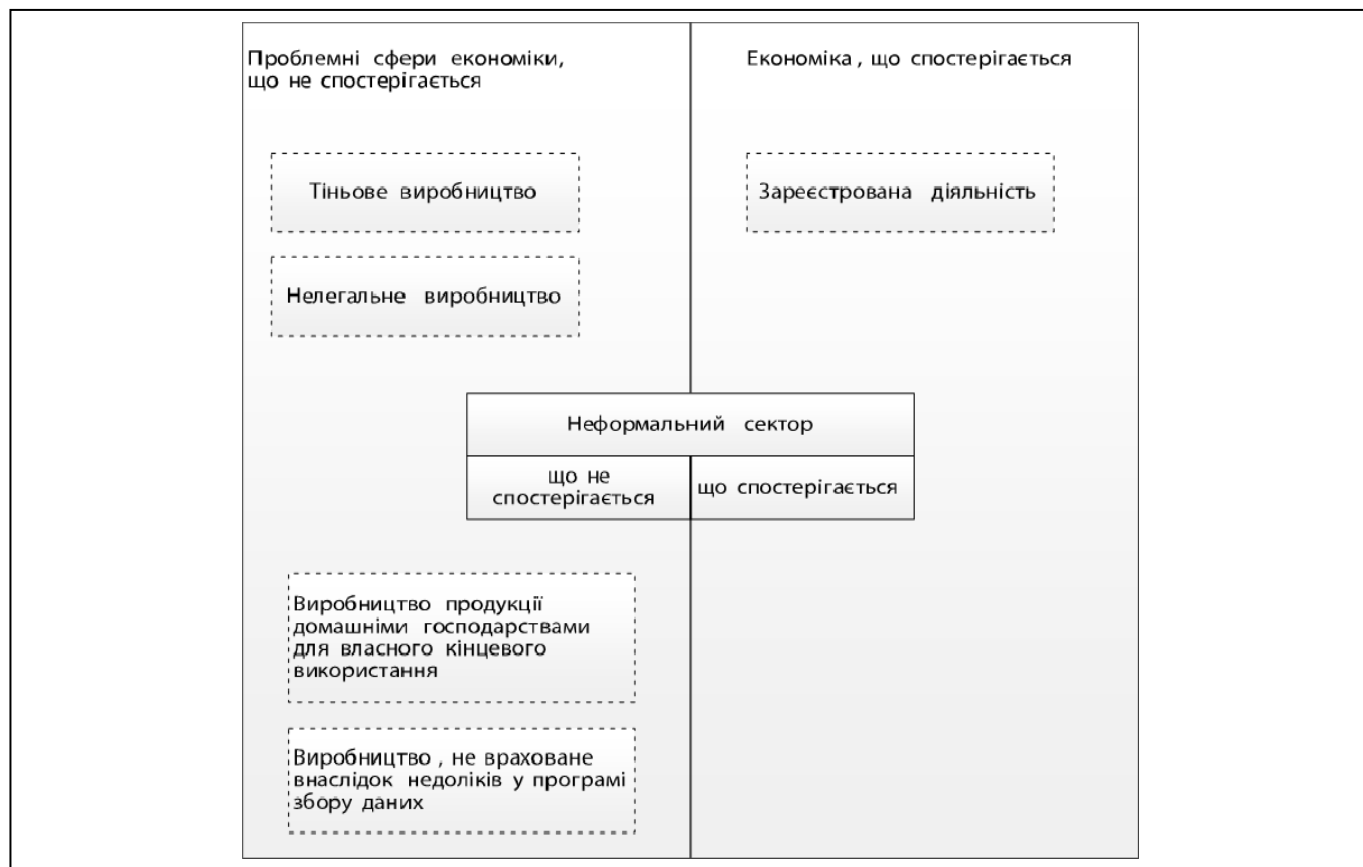 Проблемні сфери економіки,
що не спостерігається
Економіка , що спостерігається
Тіньове виробництво
Зареєстрована діяльність
Нелегальне виробництво
Неформальний сектор
що не
спостерігається
що спостерігається
Виробництво продукції
домашніми господарствами
для власного кінцевого
використання
Виробництво , не враховане
внаслідок недоліків у програмі
збору даних